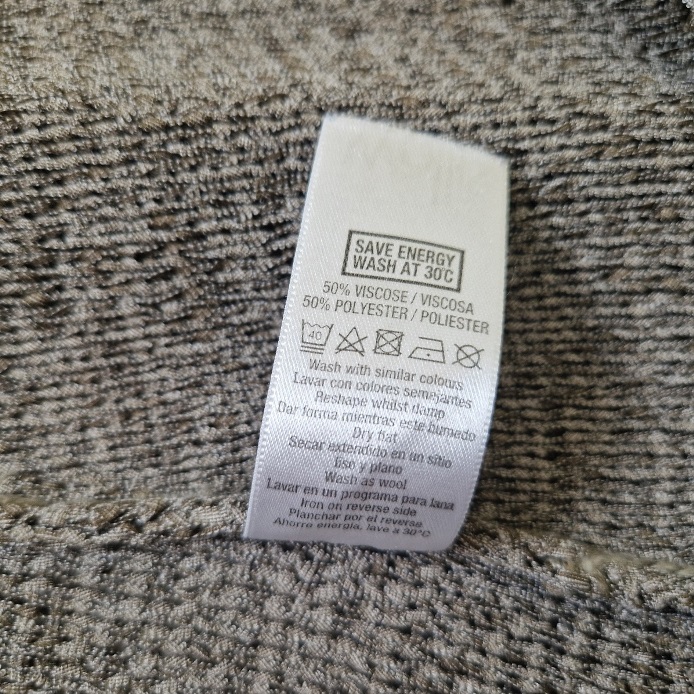 SAVE ENERGY
WASH AT 30°C
50% VISCOSE / VISCOSA
50% POLYESTER / POLIESTER
40
Wash with similar colours
Lavar con colores semejantes
Reshape whilst damp
Dar forma mientras este humedo
Dry flat
Secar extendido en un sitio
liso y plano
Wash as wool
Lavar en un programa para lana
Iron on reverse side
Planchar por el reverse
Ahorre energia, lave a 30°C